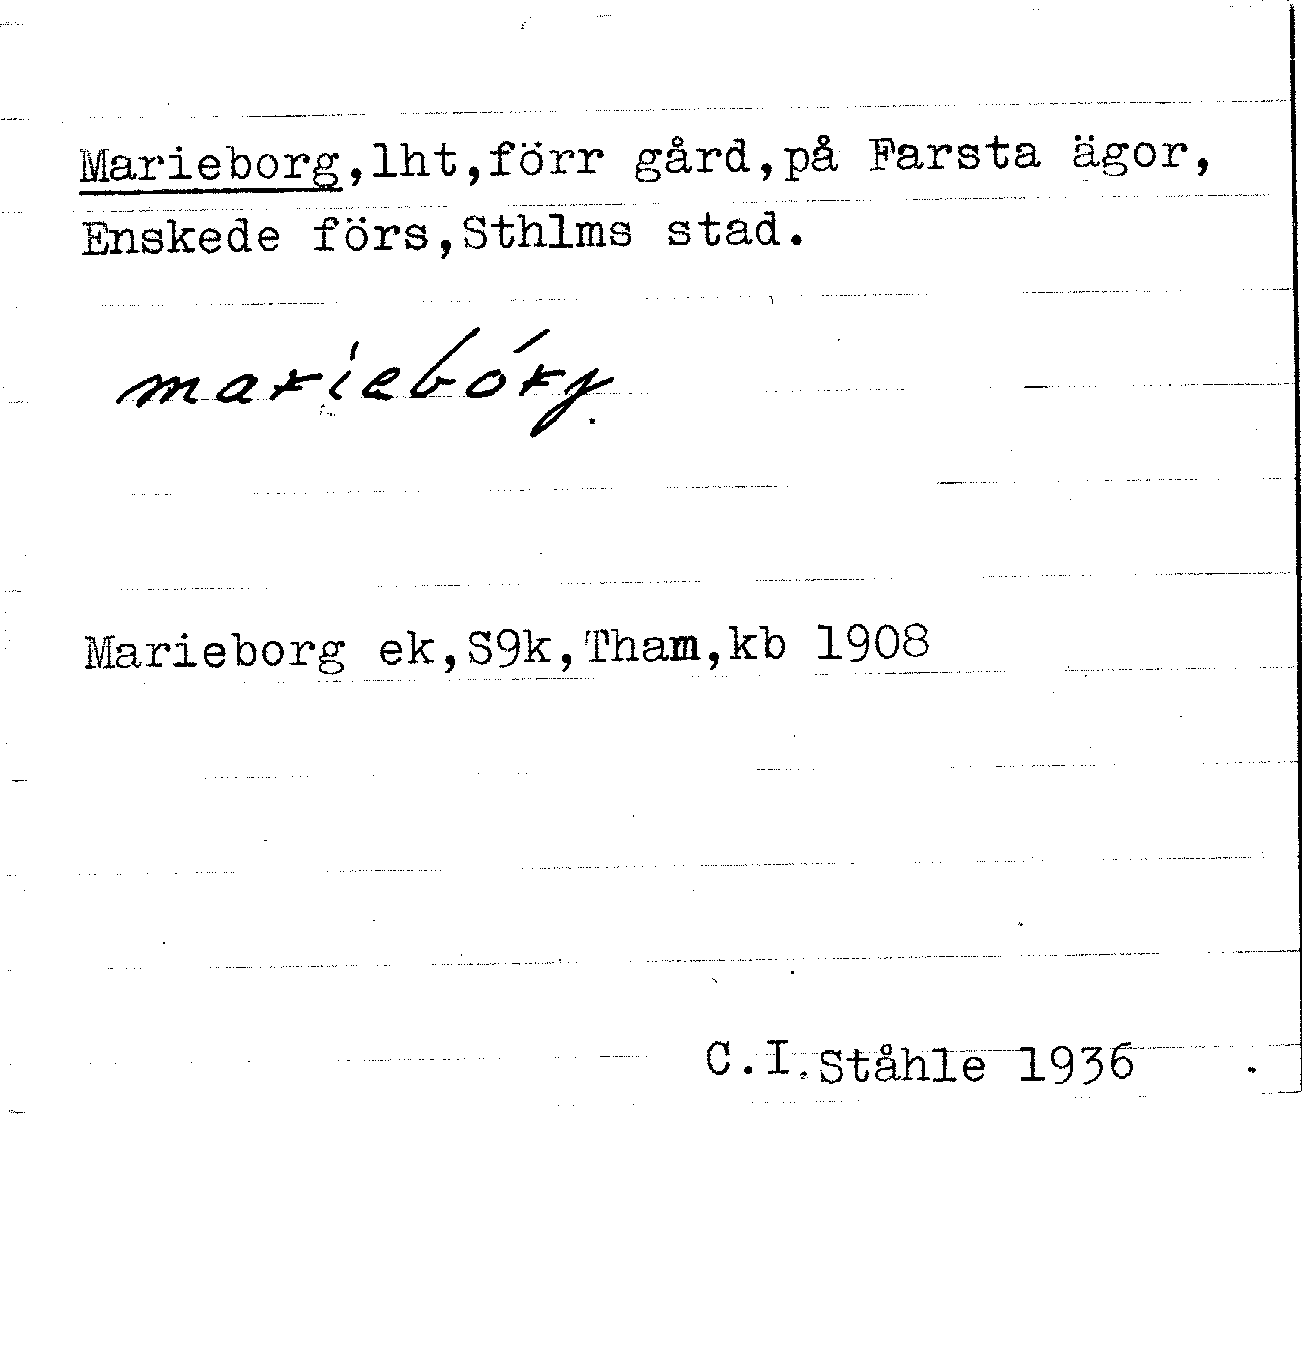 Marieborg,lht,förr gård,på Farsta ägor,
Enskede förs,Sthlms stad.
mariebórg.
Marieborg ek,S9k,Tham,kb 1908
C.I.Ståhle 1936